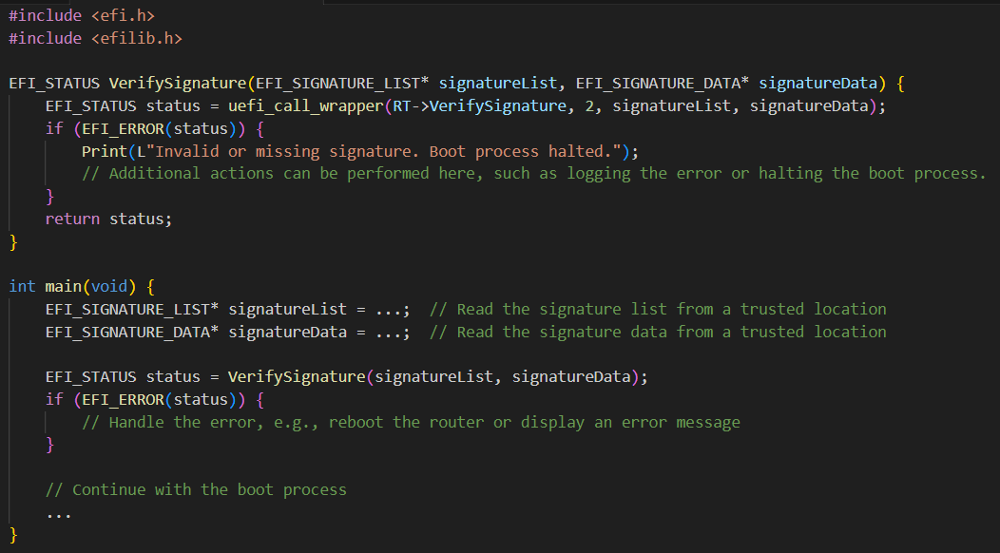 #include <efi.h>
#include <efilib.h>
EFI_STATUS VerifySignature(EFI_SIGNATURE_LIST* signatureList, EFI_SIGNATURE_DATA* signatureData) {
    EFI_STATUS status = uefi_call_wrapper(RT->VerifySignature, 2, signatureList, signatureData);
    if (EFI_ERROR(status)) {
        Print(L"Invalid or missing signature. Boot process halted.");
        // Additional actions can be performed here, such as logging the error or halting the boot process.
    }
    return status;
}
int main(void) {
    EFI_SIGNATURE_LIST* signatureList = ...;  // Read the signature list from a trusted location
    EFI_SIGNATURE_DATA* signatureData = ...;  // Read the signature data from a trusted location
    EFI_STATUS status = VerifySignature(signatureList, signatureData);
    if (EFI_ERROR(status)) {
        // Handle the error, e.g., reboot the router or display an error message
    }
    // Continue with the boot process
    ...
}